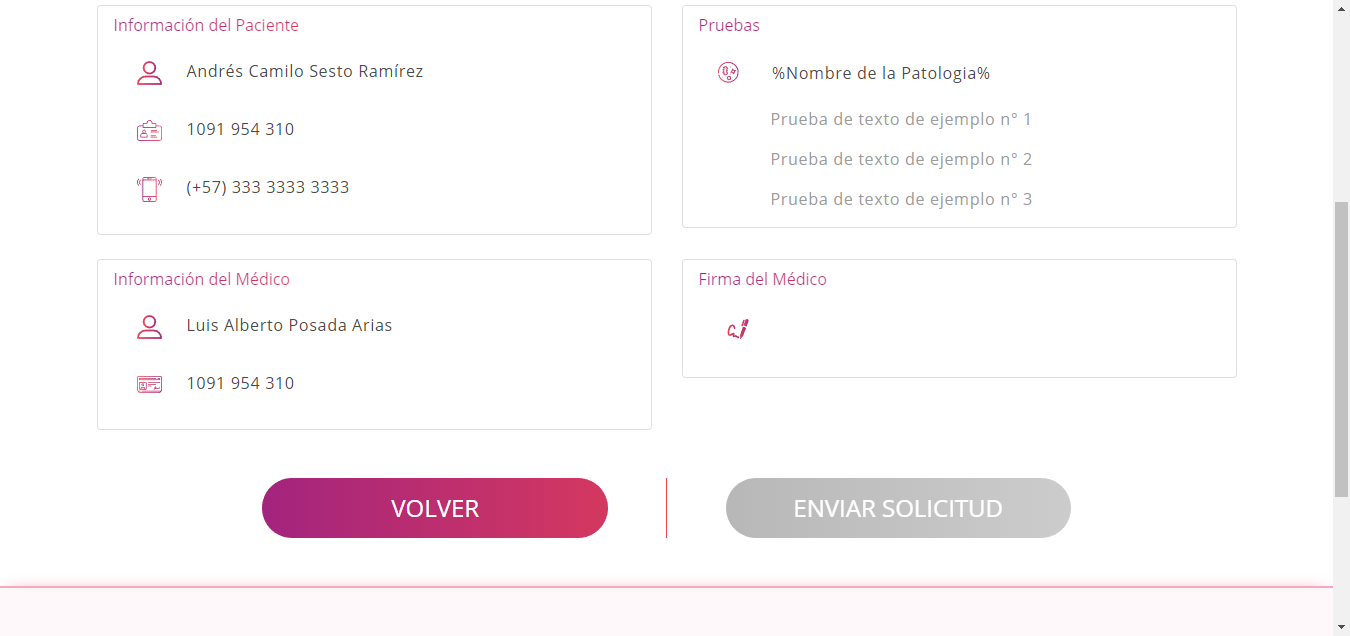 Información del Paciente
Andrés Camilo Sesto Ramírez
1091 954 310
(+57) 333 3333 3333
Pruebas
%Nombre de la Patologia%
Prueba de texto de ejemplo n° 1
Prueba de texto de ejemplo n° 2
Prueba de texto de ejemplo n° 3
Información del Médico
Luis Alberto Posada Arias
1091 954 310
Firma del Médico
VOLVER
ENVIAR SOLICITUD